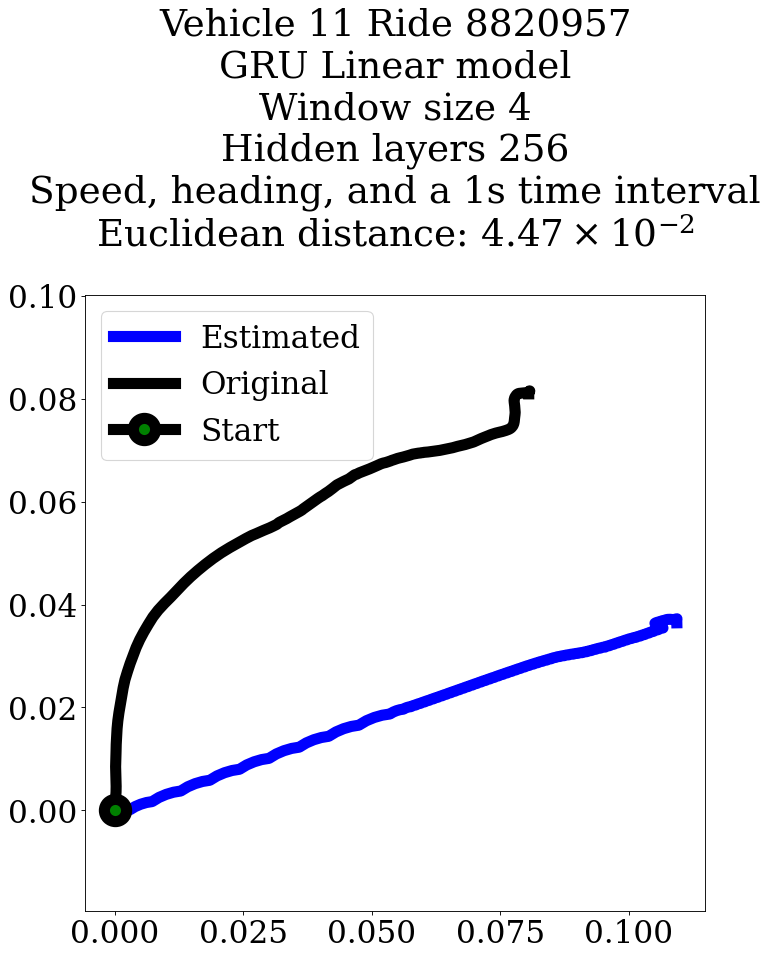 Vehicle 11 Ride 8820957
GRU Linear model
Window size 4
Hidden layers 256
Speed, heading, and a 1s time interval
Euclidean distance: 4.47 × 10⁻²
0.10
Estimated
0.08
Original
Start
0.06
0.04
0.02
0.00
0.000 0.025 0.050 0.075 0.100